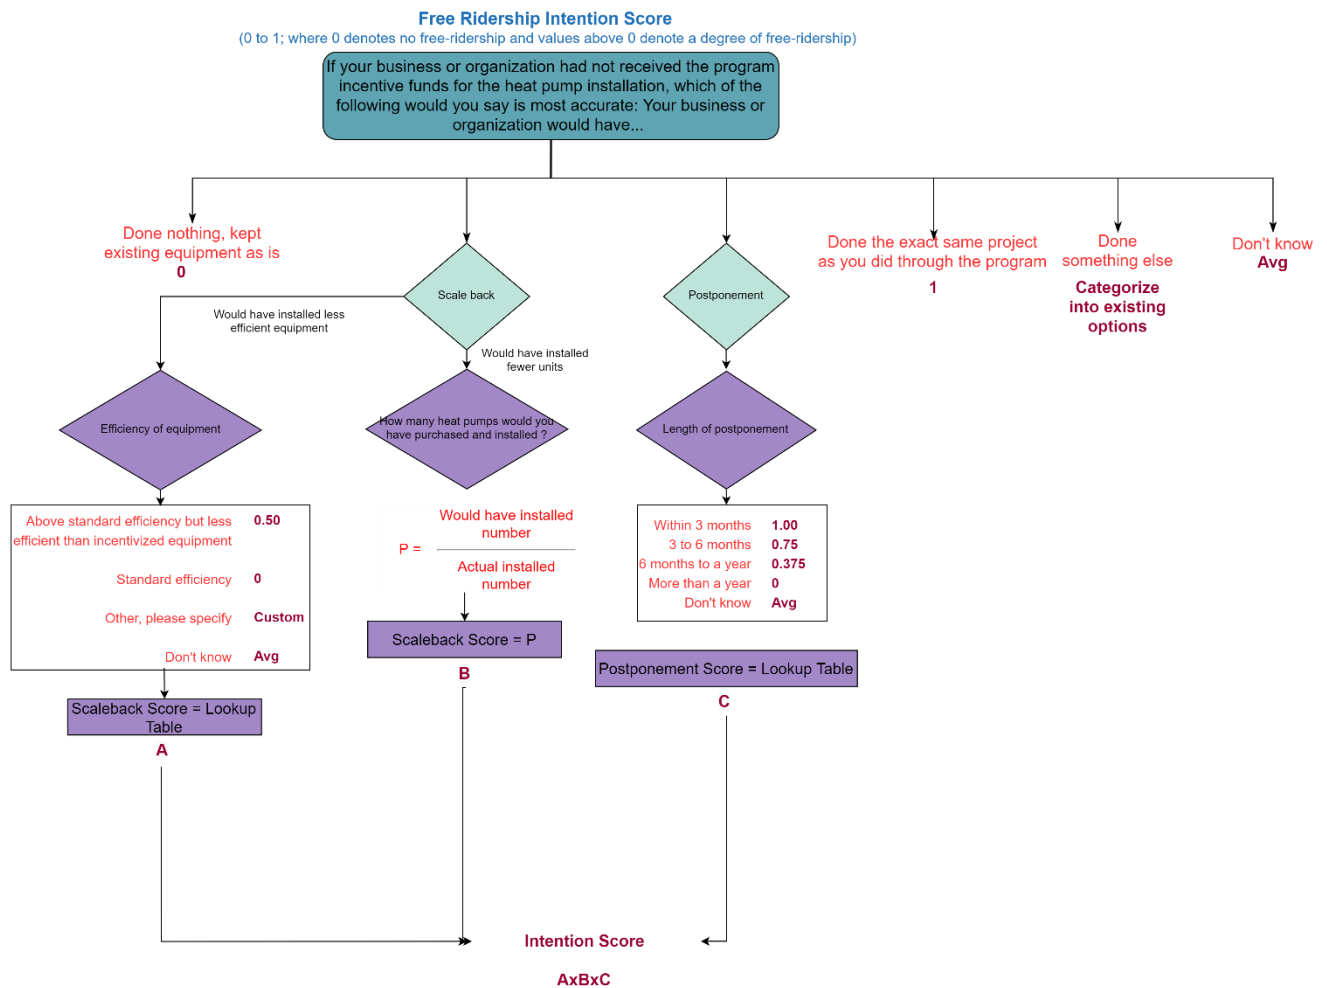 Free Ridership Intention Score
(0 to 1; where 0 denotes no free-ridership and values above 0 denote a degree of free-ridership)
If your business or organization had not received the program
incentive funds for the heat pump installation, which of the
following would you say is most accurate: Your business or
organization would have...
Done nothing, kept
existing equipment as is
0
Scale back
Postponement
Done the exact same project
as you did through the program
1
Done
something else
Categorize
into existing
options
Don't know
Avg
Would have installed less
efficient equipment
Would have installed
fewer units
Efficiency of equipment
How many heat pumps would you
have purchased and installed ?
Length of postponement
Above standard efficiency but less 0.50
efficient than incentivized equipment
Standard efficiency 0
Other, please specify Custom
Don't know Avg
Scaleback Score = Lookup
Table
A
P =
Would have installed
number
Actual installed
number
Scaleback Score = P
B
Within 3 months 1.00
3 to 6 months 0.75
6 months to a year 0.375
More than a year 0
Don't know Avg
Postponement Score = Lookup Table
C
Intention Score
AxBxC